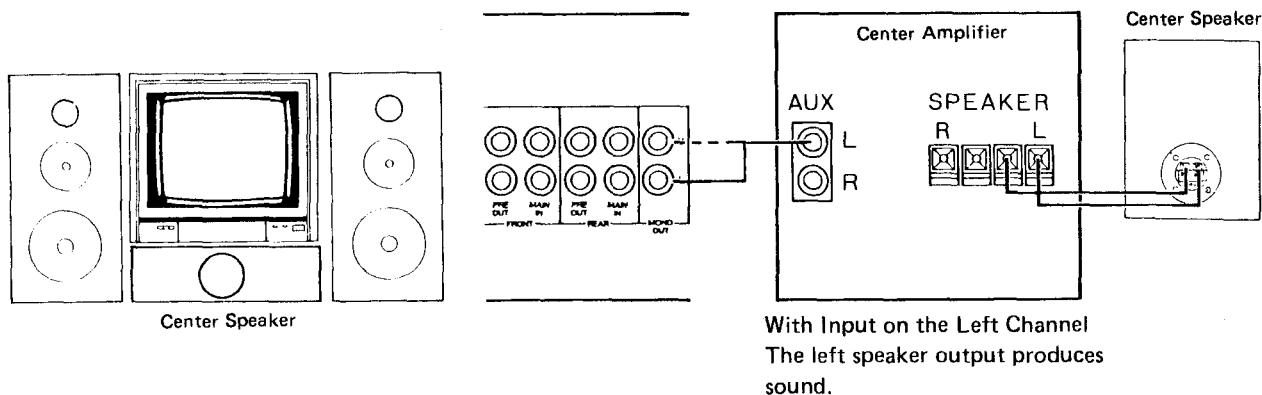 Center Speaker
PRE OUT
MAIN IN
PRE OUT
MAIN IN
FRONT
REAR
MONO OUT
Center Amplifier
AUX
L
R
SPEAKER
R L
Center Speaker
With Input on the Left Channel
The left speaker output produces
sound.